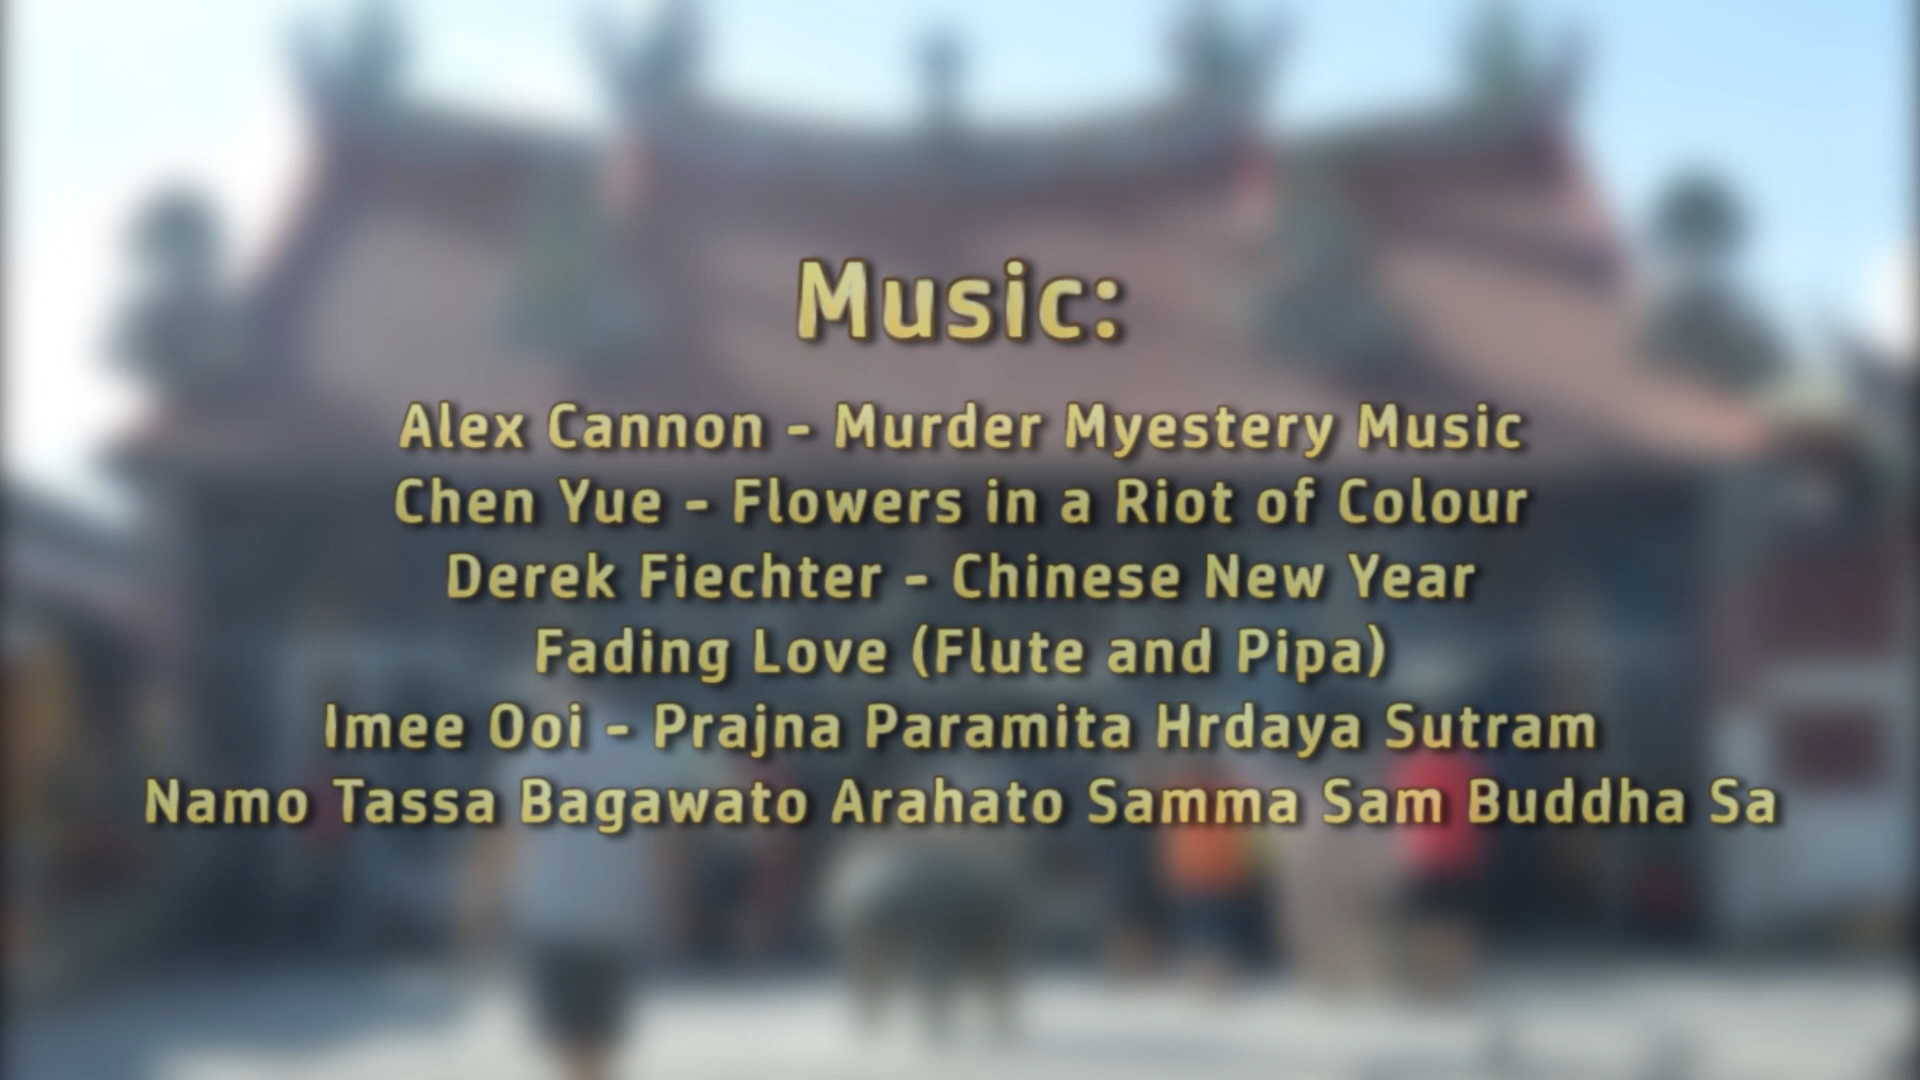 Music:
Alex Cannon - Murder Myestery Music
Chen Yue - Flowers in a Riot of Colour
Derek Fiechter - Chinese New Year
Fading Love (Flute and Pipa)
Imee Ooi - Prajna Paramita Hrdaya Sutram
Namo Tassa Bagawato Arahato Samma Sam Buddha Sa